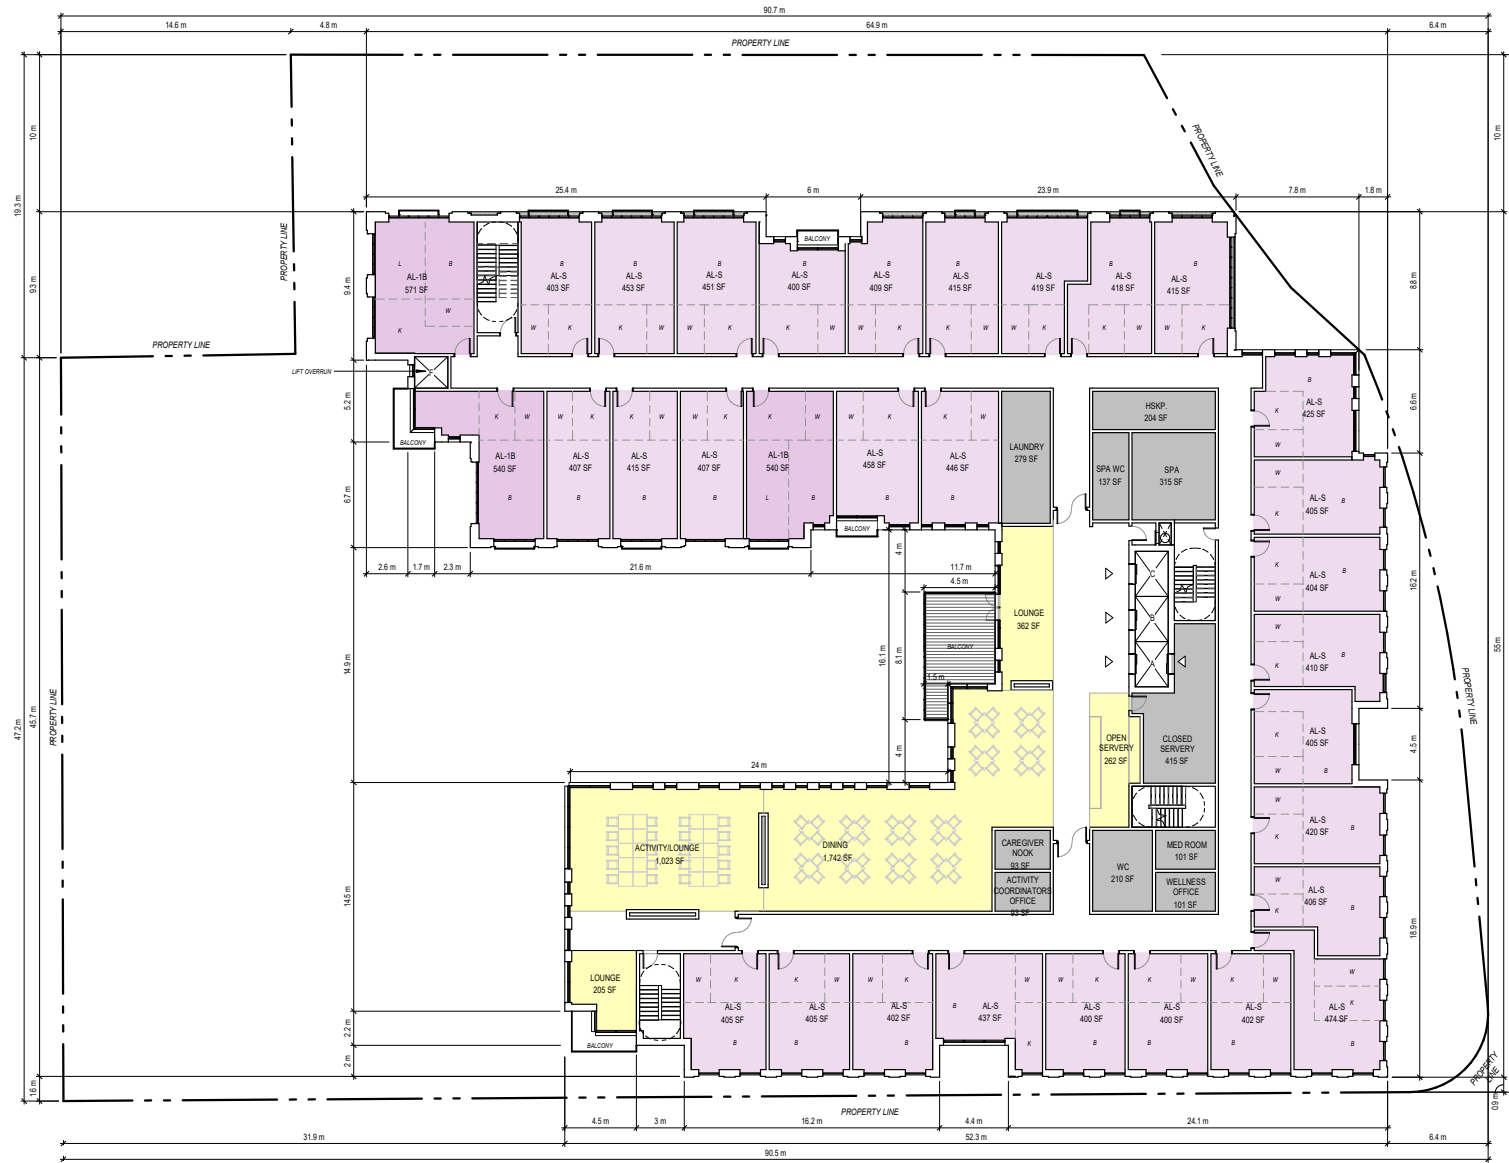 90.7 m
14.6 m
4.8 m
64.9 m
6.4 m
PROPERTY LINE
10 m
10 m
PROPERTY LINE
19.3 m
25.4 m
6 m
23.9 m
7.8 m
1.8 m
PROPERTY LINE
BALCONY
L
B
AL-1B
571 SF
W
K
B
AL-S
403 SF
W
K
B
AL-S
453 SF
K
W
B
AL-S
451 SF
W
K
B
AL-S
400 SF
K
W
B
AL-S
409 SF
W
K
B
AL-S
415 SF
K
W
B
AL-S
419 SF
W
K
B
AL-S
418 SF
K
W
B
AL-S
415 SF
W
K
9.3 m
9.4 m
8.8 m
PROPERTY LINE
LIFT OVERRUN
F
5.2 m
6.6 m
BALCONY
K
W
AL-1B
540 SF
B
W
K
AL-S
407 SF
B
K
W
AL-S
415 SF
B
W
K
AL-S
407 SF
B
K
W
AL-1B
540 SF
L
B
W
K
AL-S
458 SF
B
K
W
AL-S
446 SF
B
LAUNDRY
279 SF
HSKP.
204 SF
SPA WC
137 SF
SPA
315 SF
B
AL-S
425 SF
K
W
W
AL-S
405 SF
B
K
6.7 m
BALCONY
2.6 m
1.7 m
2.3 m
21.6 m
11.7 m
4 m
4.5 m
K
AL-S
404 SF
B
W
16.2 m
C
B
A
LOUNGE
362 SF
BALCONY
1.5 m
8.1 m
16.1 m
14.9 m
W
AL-S
410 SF
B
K
PROPERTY LINE
55 m
PROPERTY LINE
47.2 m
45.7 m
K
AL-S
405 SF
W
B
4.5 m
OPEN
SERVERY
262 SF
CLOSED
SERVERY
415 SF
4 m
24 m
W
AL-S
420 SF
B
K
ACTIVITY/LOUNGE
1,023 SF
DINING
1,742 SF
CAREGIVER
NOOK
93 SF
ACTIVITY
COORDINATORS
OFFICE
93 SF
WC
210 SF
MED ROOM
101 SF
WELLNESS
OFFICE
101 SF
W
AL-S
406 SF
B
K
14.5 m
18.9m
LOUNGE
205 SF
BALCONY
W
K
AL-S
405 SF
B
K
W
AL-S
405 SF
B
W
K
AL-S
402 SF
B
B
AL-S
437 SF
W
K
W
K
AL-S
400 SF
B
K
W
AL-S
400 SF
B
K
W
AL-S
402 SF
B
W
K
AL-S
474 SF
B
2.2 m
2 m
1.6 m
PROPERTY LINE
0.9 m
PROPERTY LINE
4.5 m
3 m
16.2 m
4.4 m
24.1 m
31.9 m
52.3 m
6.4 m
90.5 m